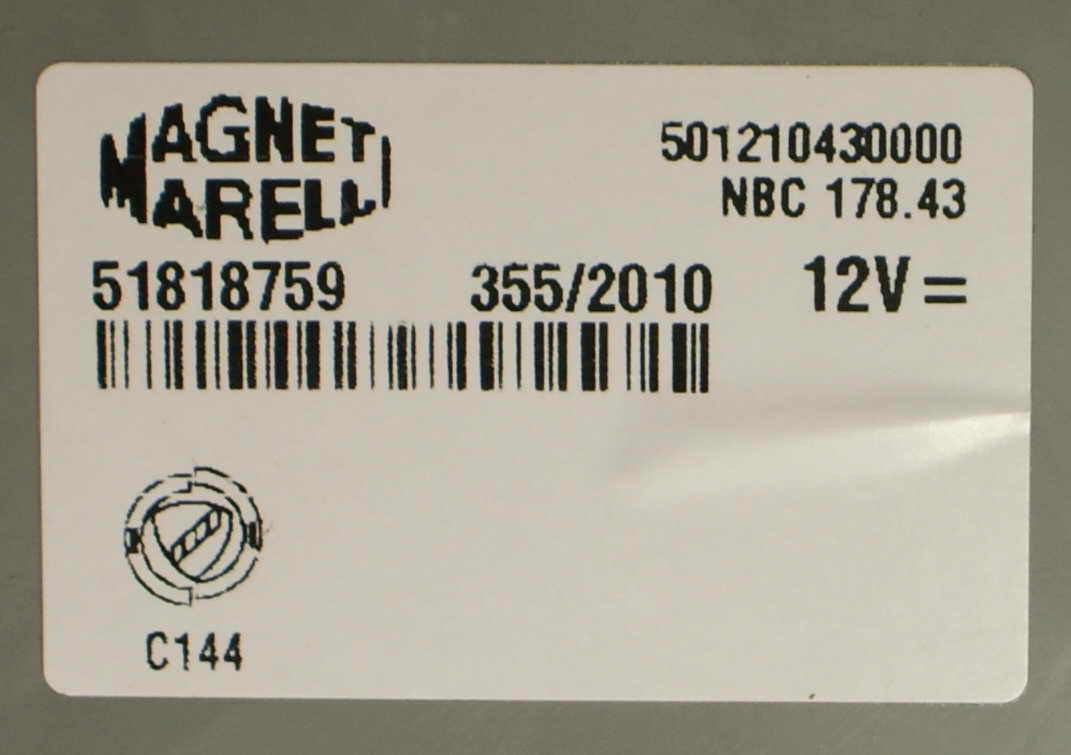 MAGNETI
MARELLI
501210430000
NBC 178.43
51818759 355/2010 12V=
C144